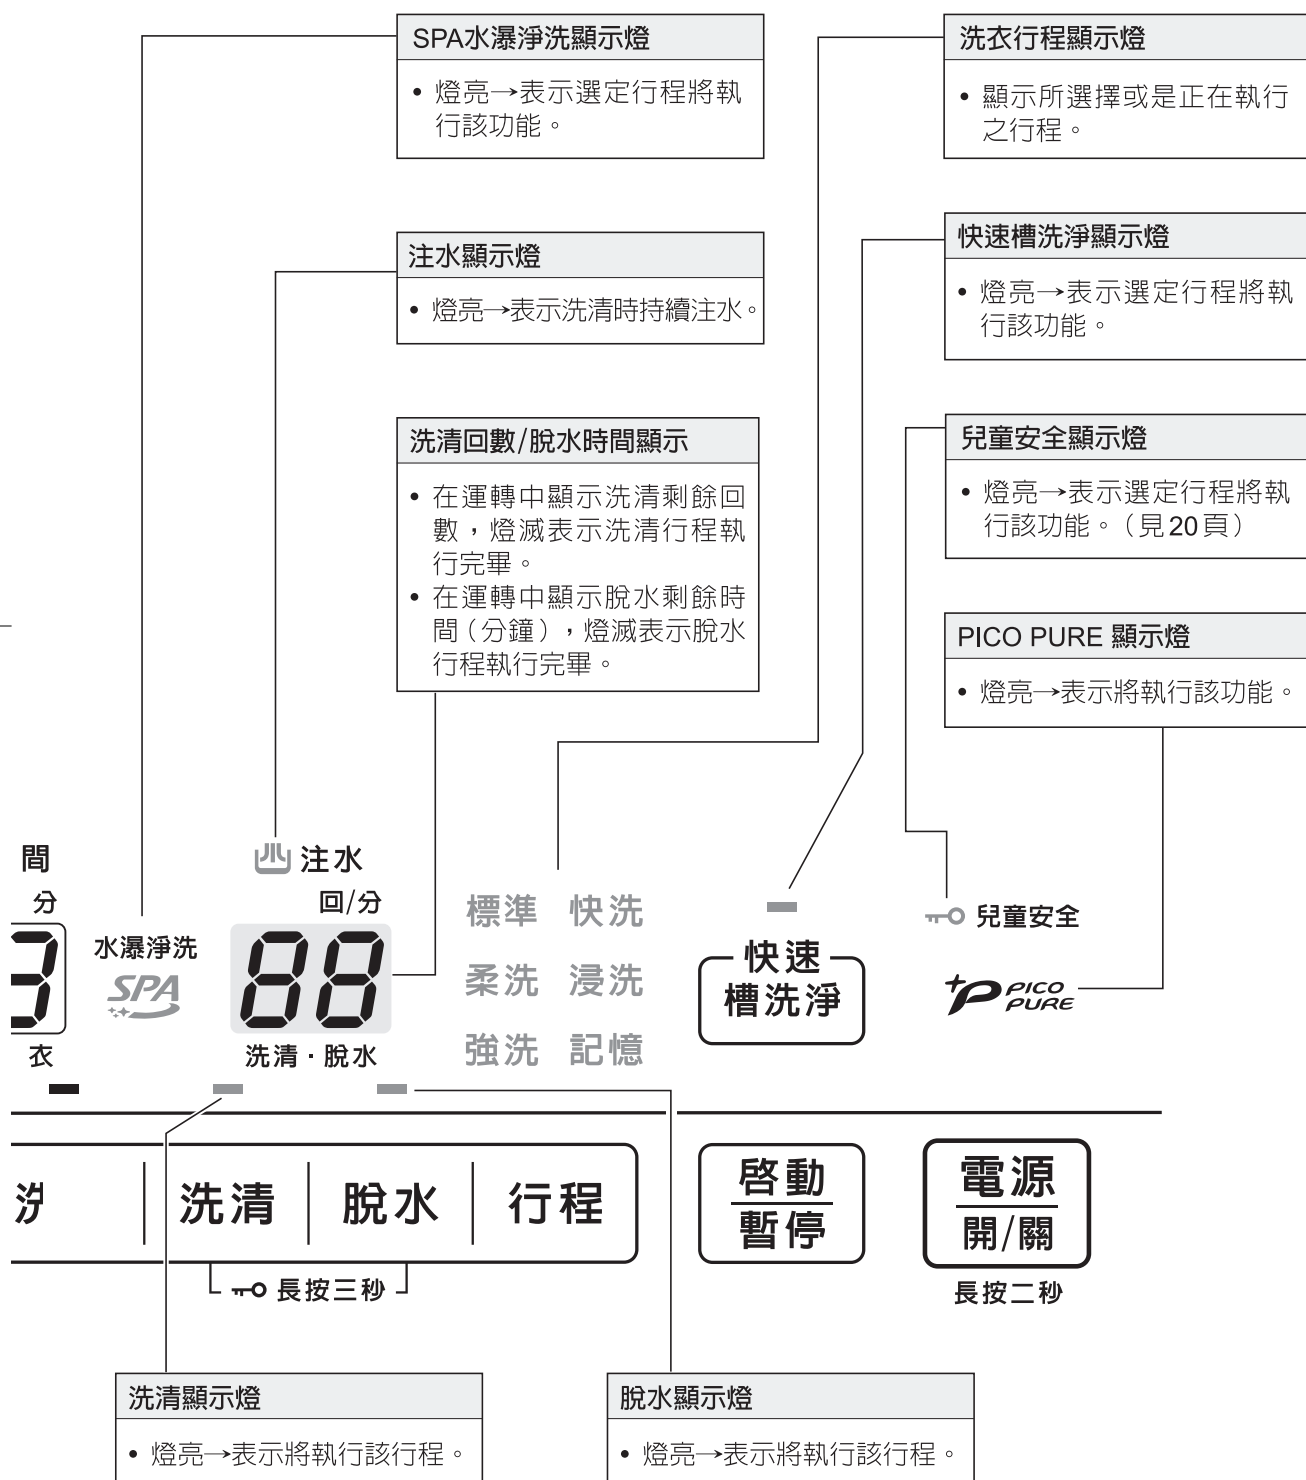 SPA水瀑淨洗顯示燈
• 燈亮→表示選定行程將執
行該功能。
洗衣行程顯示燈
• 顯示所選擇或是正在執行
之行程。
注水顯示燈
• 燈亮→表示洗清時持續注水。
快速槽洗淨顯示燈
• 燈亮→表示選定行程將執
行該功能。
洗清回數/脫水時間顯示
• 在運轉中顯示洗清剩餘回
數，燈滅表示洗清行程執
行完畢。
• 在運轉中顯示脫水剩餘時
間（分鐘），燈滅表示脫水
行程執行完畢。
兒童安全顯示燈
• 燈亮→表示選定行程將執
行該功能。（見20頁）
PICO PURE 顯示燈
• 燈亮→表示將執行該功能。
間
分
衣
水瀑淨洗
SPA
注水
回/分
88
洗清·脫水
標準 快洗
柔洗 浸洗
強洗 記憶
快速
槽洗淨
兒童安全
PICO
PURE
洗清
脫水
行程
長按三秒
啓動
暫停
電源
開/關
長按二秒
洗清顯示燈
• 燈亮→表示將執行該行程。
脫水顯示燈
• 燈亮→表示將執行該行程。